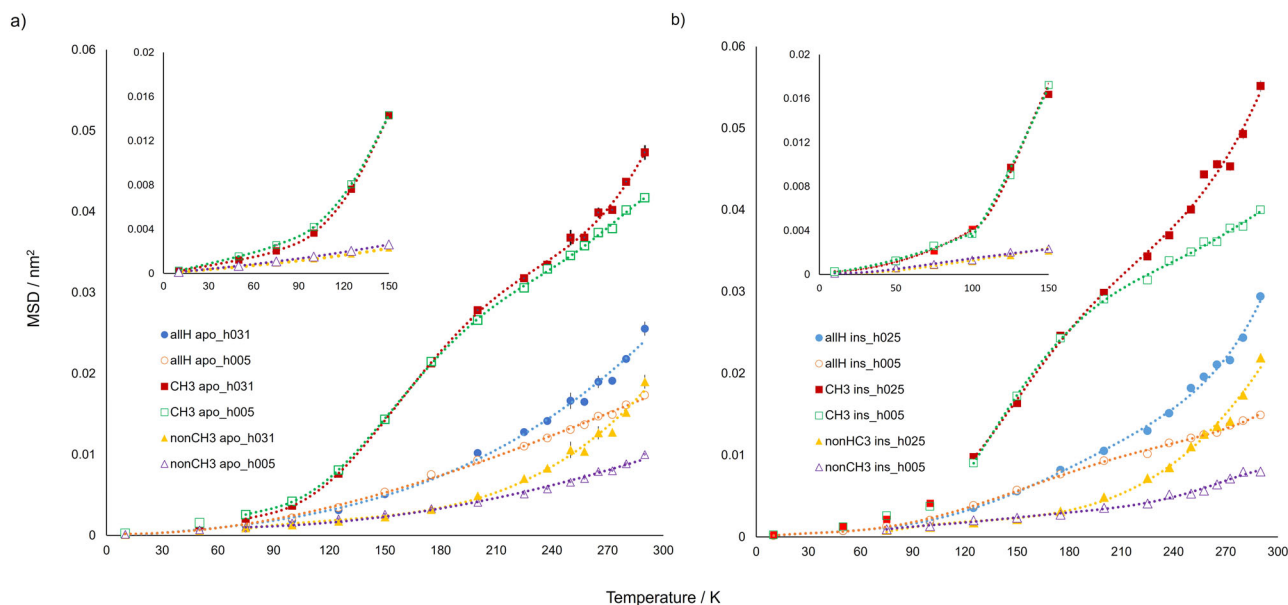 a)
b)
0.06
0.05
0.04
0.03
0.02
0.01
0
0.02
0.016
0.012
0.008
0.004
0
0 25 50 75 100 125 150
allH apo_h031
allH apo_h005
CH3 apo_h031
CH3 apo_h005
nonCH3 apo_h031
nonCH3 apo_h005
0 30 60 90 120 150 180 210 240 270 300
MSD / nm²
0.06
0.05
0.04
0.03
0.02
0.01
0
0.02
0.016
0.012
0.008
0.004
0
0 50 100 150
allH ins_h025
allH ins_h005
CH3 ins_h025
CH3 ins_h005
nonHC3 ins_h025
nonCH3 ins_h005
0 30 60 90 120 150 180 210 240 270 300
Temperature / K